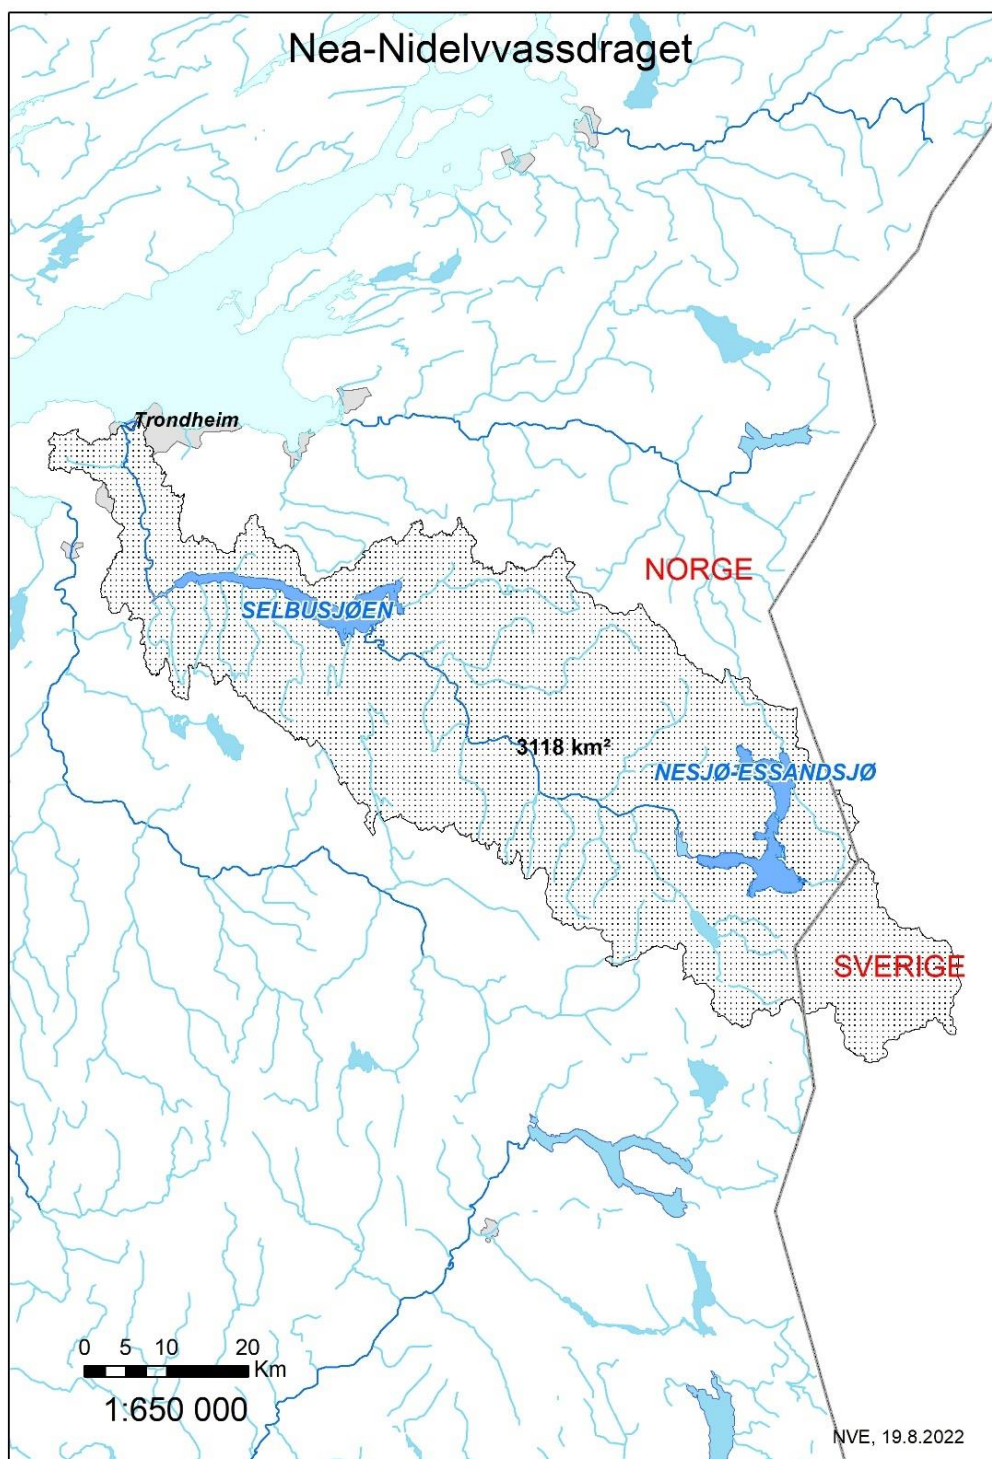 Nea-Nidelvvassdraget
Trondheim
NORGE
SELBUSJØEN
3118 km²
NESJØ-ESSANDSJØ
SVERIGE
0 5 10 20
Km
1:650 000
NVE, 19.8.2022